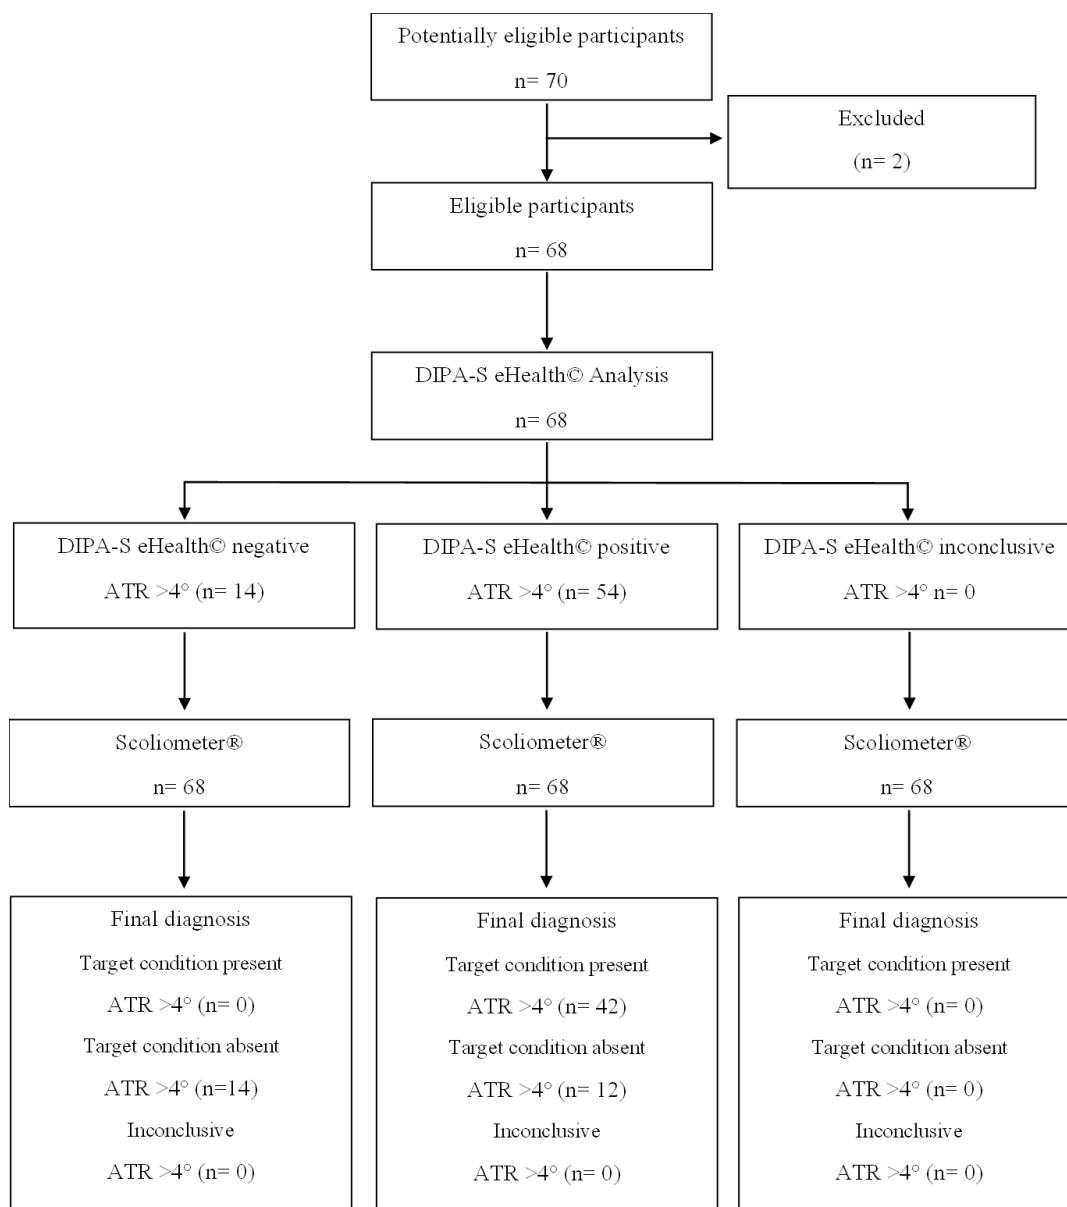 Potentially eligible participants
n= 70
Excluded
(n= 2)
Eligible participants
n= 68
DIPA-S eHealth© Analysis
n= 68
DIPA-S eHealth© negative
ATR >4° (n= 14)
DIPA-S eHealth© positive
ATR >4° (n= 54)
DIPA-S eHealth© inconclusive
ATR >4° n= 0
Scoliometer®
n= 68
Scoliometer®
n= 68
Scoliometer®
n= 68
Final diagnosis
Target condition present
ATR >4° (n= 0)
Target condition absent
ATR >4° (n=14)
Inconclusive
ATR >4° (n= 0)
Final diagnosis
Target condition present
ATR >4° (n= 42)
Target condition absent
ATR >4° (n= 12)
Inconclusive
ATR >4° (n= 0)
Final diagnosis
Target condition present
ATR >4° (n= 0)
Target condition absent
ATR >4° (n= 0)
Inconclusive
ATR >4° (n= 0)